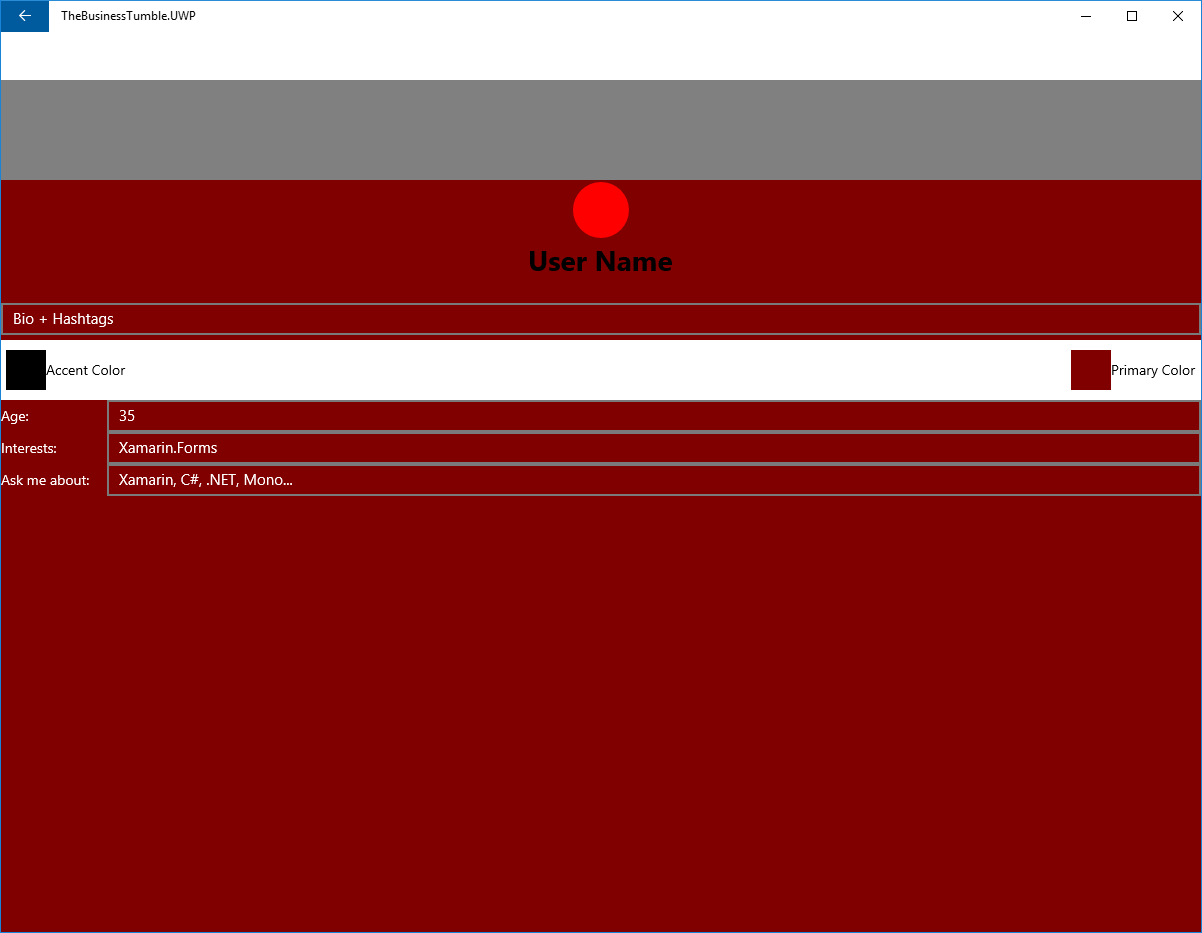 TheBusinessTumble.UWP
User Name
Bio + Hashtags
Accent Color Primary Color
Age: 35
Interests: Xamarin.Forms
Ask me about: Xamarin, C#, .NET, Mono...